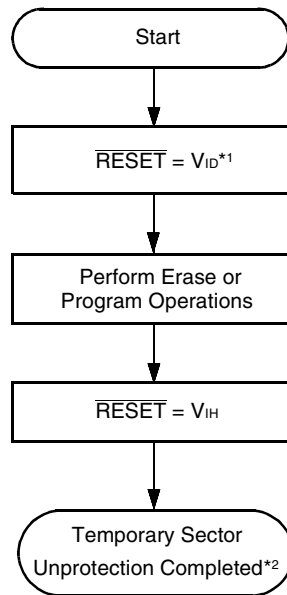 Start
RESET = VID*1
Perform Erase or
Program Operations
RESET = VIH
Temporary Sector
Unprotection Completed*2